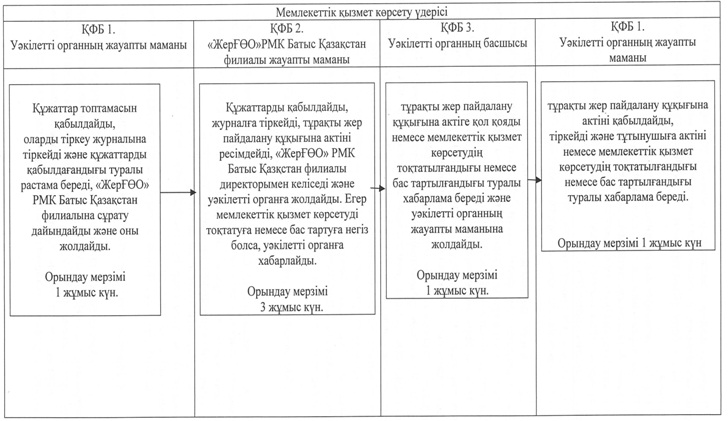 Мемлекеттік қызмет көрсету үдерісі
ҚФБ 1.
Уәкілетті органның жауапты маманы
ҚФБ 2.
«ЖерҒӨО»РМК Батыс Қазақстан
филиалы жауапты маманы
ҚФБ 3.
Уәкілетті органның басшысы
ҚФБ 1.
Уәкілетті органның жауапты
маманы
Құжаттар топтамасын
қабылдайды,
оларды тіркеу журналына
тіркейді және құжаттарды
қабылдағандығы туралы
растама береді, «ЖерҒӨО»
РМК Батыс Қазақстан
филиалына сұрату
дайындайды және оны
жолдайды.
Орындау мерзімі
1 жұмыс күн.
Құжаттарды қабылдайды,
журналға тіркейді, тұрақты жер
пайдалану құқығына актіні
ресімдейді, «ЖерҒӨО» РМК
Батыс Қазқстан филиалы
директорымен келіседі және
уәкілетті органға жолдайды. Егер
мемлекеттік қызмет көрсетуді
тоқтатуға немесе бас тартуға негіз
болса, уәкілетті органға
хабарлайды.
Орындау мерзімі
3 жұмыс күн.
тұрақты жер пайдалану
құқығына актіге қол қояды
немесе мемлекеттік қызмет
көрсетудің
тоқтатылғандығы немесе
бас тартылғандығы туралы
хабарлама береді және
уәкілетті органның
жауапты маманына
жолдайды.
Орындау мерзімі
1 жұмыс күн.
тұрақты жер пайдалану құқығына
актіні қабылдайды,
тіркейді және тұтынушыға актіні
немесе мемлекеттік қызмет
көрсетудің тоқтатылғандығы
немесе бас тартылғандығы
туралы хабарлама береді.
Орындау мерзімі 1 жұмыс күн